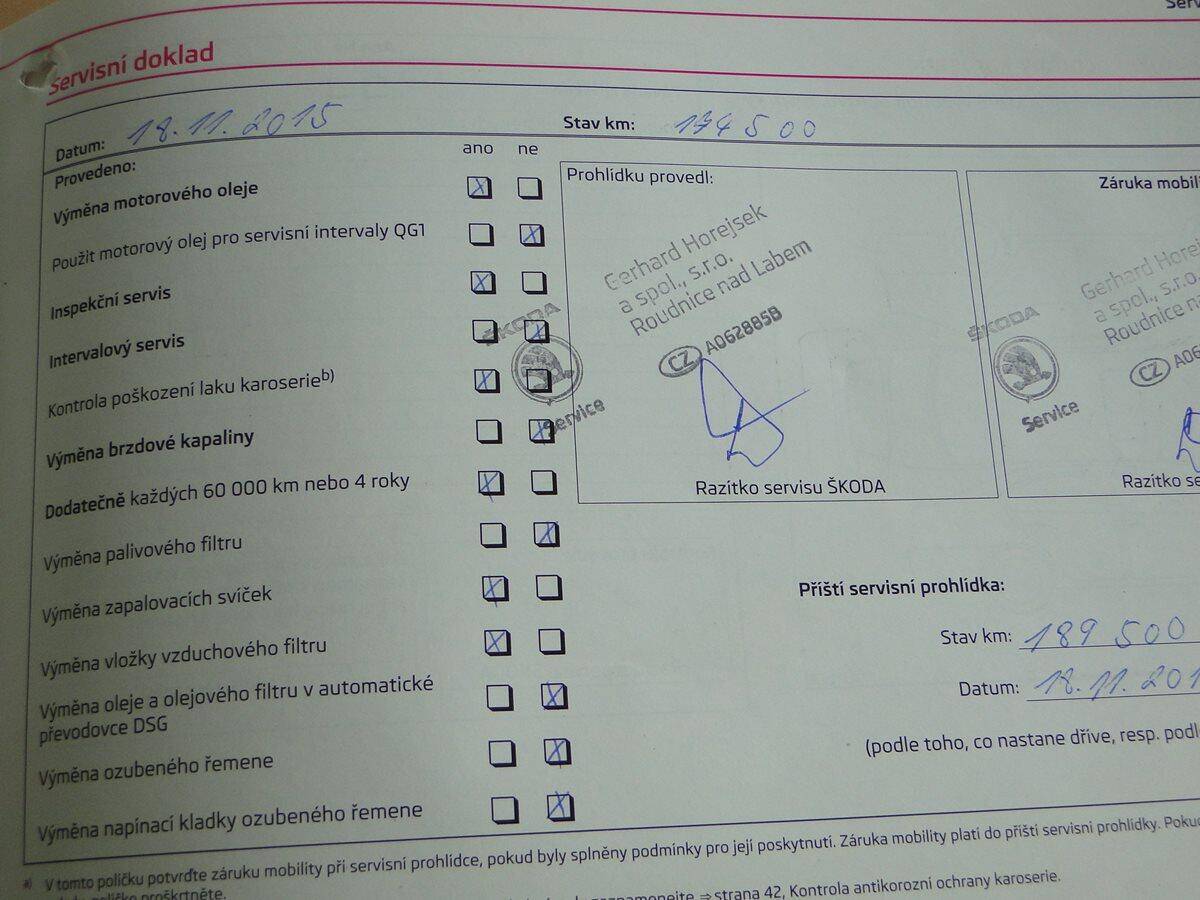 Servisní doklad
Datum: 18.11.2015 Stav km: 174 500
Provedeno: ano ne
Výměna motorového oleje
Použit motorový olej pro servisní intervaly QG1
Inspekční servis
Intervalový servis
Kontrola poškození laku karoserie b)
Výměna brzdové kapaliny
Dodatečně každých 60 000 km nebo 4 roky
Výměna palivového filtru
Výměna zapalovacích svíček
Výměna vložky vzduchového filtru
Výměna oleje a olejového filtru v automatické
převodovce DSG
Výměna ozubeného řemene
Výměna napínací kladky ozubeného řemene
Prohlídku provedl:
Gerhard Horejsek
a spol., s.r.o.
Roudnice nad Labem
CZ A062885B
ŠKODA
Service
Razítko servisu ŠKODA
Záruka
Gerhard
a spol., s.r.o.
Roudnice
CZ
ŠKODA
Service
Razítko
Příští servisní prohlídka:
Stav km: 189 500
Datum: 18.11.201
(podle toho, co nastane dříve, resp.
a) V tomto políčku potvrďte záruku mobility při servisní prohlídce, pokud byly splněny podmínky pro její poskytnutí. Záruka mobility platí do příští servisní prohlídky.
políčko proškrtněte.
⇒ strana 42, Kontrola antikorozní ochrany karoserie.